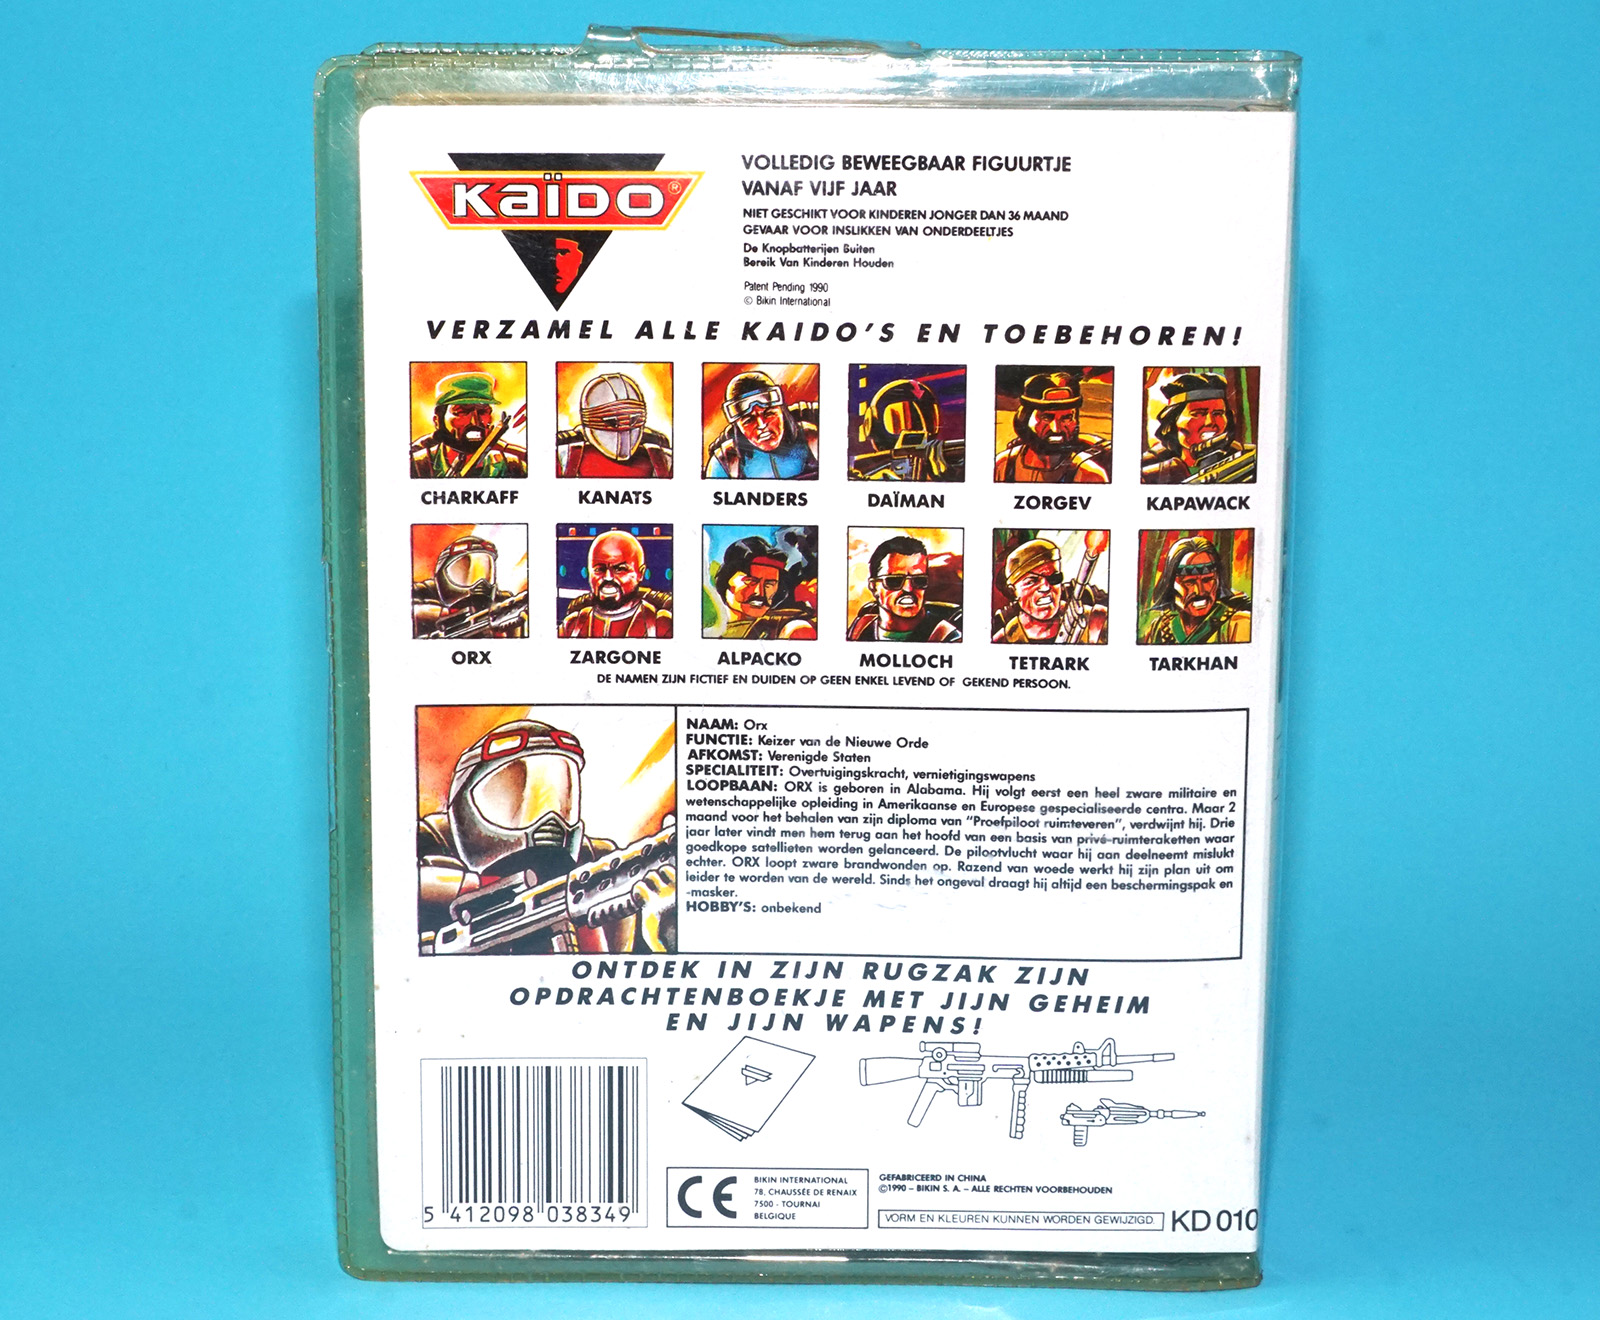 KAÏDO®
VOLLEDIG BEWEEGBAAR FIGUURTJE
VANAF VIJF JAAR
NIET GESCHIKT VOOR KINDEREN JONGER DAN 36 MAAND
GEVAAR VOOR INSLIKKEN VAN ONDERDEELTJES
De Knopbatterijen Buiten
Bereik Van Kinderen Houden
Patent Pending 1990
© Bikin International
VERZAMEL ALLE KAIDO'S EN TOEBEHOREN!
CHARKAFF KANATS SLANDERS DAÏMAN ZORGEV KAPAWACK
ORX ZARGONE ALPACKO MOLLOCH TETRARK TARKHAN
DE NAMEN ZIJN FICTIEF EN DUIDEN OP GEEN ENKEL LEVEND OF GEKEND PERSOON.
NAAM: Orx
FUNCTIE: Keizer van de Nieuwe Orde
AFKOMST: Verenigde Staten
SPECIALITEIT: Overtuigingskracht, vernietigingswapens
LOOPBAAN: ORX is geboren in Alabama. Hij volgt eerst een heel zware militaire en
wetenschappelijke opleiding in Amerikaanse en Europese gespecialiseerde centra. Maar 2
maand voor het behalen van zijn diploma van "Proefpiloot ruimteveren", verdwijnt hij. Drie
jaar later vindt men hem terug aan het hoofd van een basis van privé-ruimteraketten waar
goedkope satellieten worden gelanceerd. De pilootvlucht waar hij aan deelneemt mislukt
echter. ORX loopt zware brandwonden op. Razend van woede werkt hij zijn plan uit om
leider te worden van de wereld. Sinds het ongeval draagt hij altijd een beschermingspak en
-masker.
HOBBY'S: onbekend
ONTDEK IN ZIJN RUGZAK ZIJN
OPDRACHTENBOEKJE MET JIJN GEHEIM
EN JIJN WAPENS!
5 412098 038349
CE
BIKIN INTERNATIONAL
78, CHAUSSÉE DE RENAIX
7500 - TOURNAI
BELGIQUE
GEFABRICEERD IN CHINA
©1990 - BIKIN S. A. - ALLE RECHTEN VOORBEHOUDEN
VORM EN KLEUREN KUNNEN WORDEN GEWIJZIGD.
KD 010